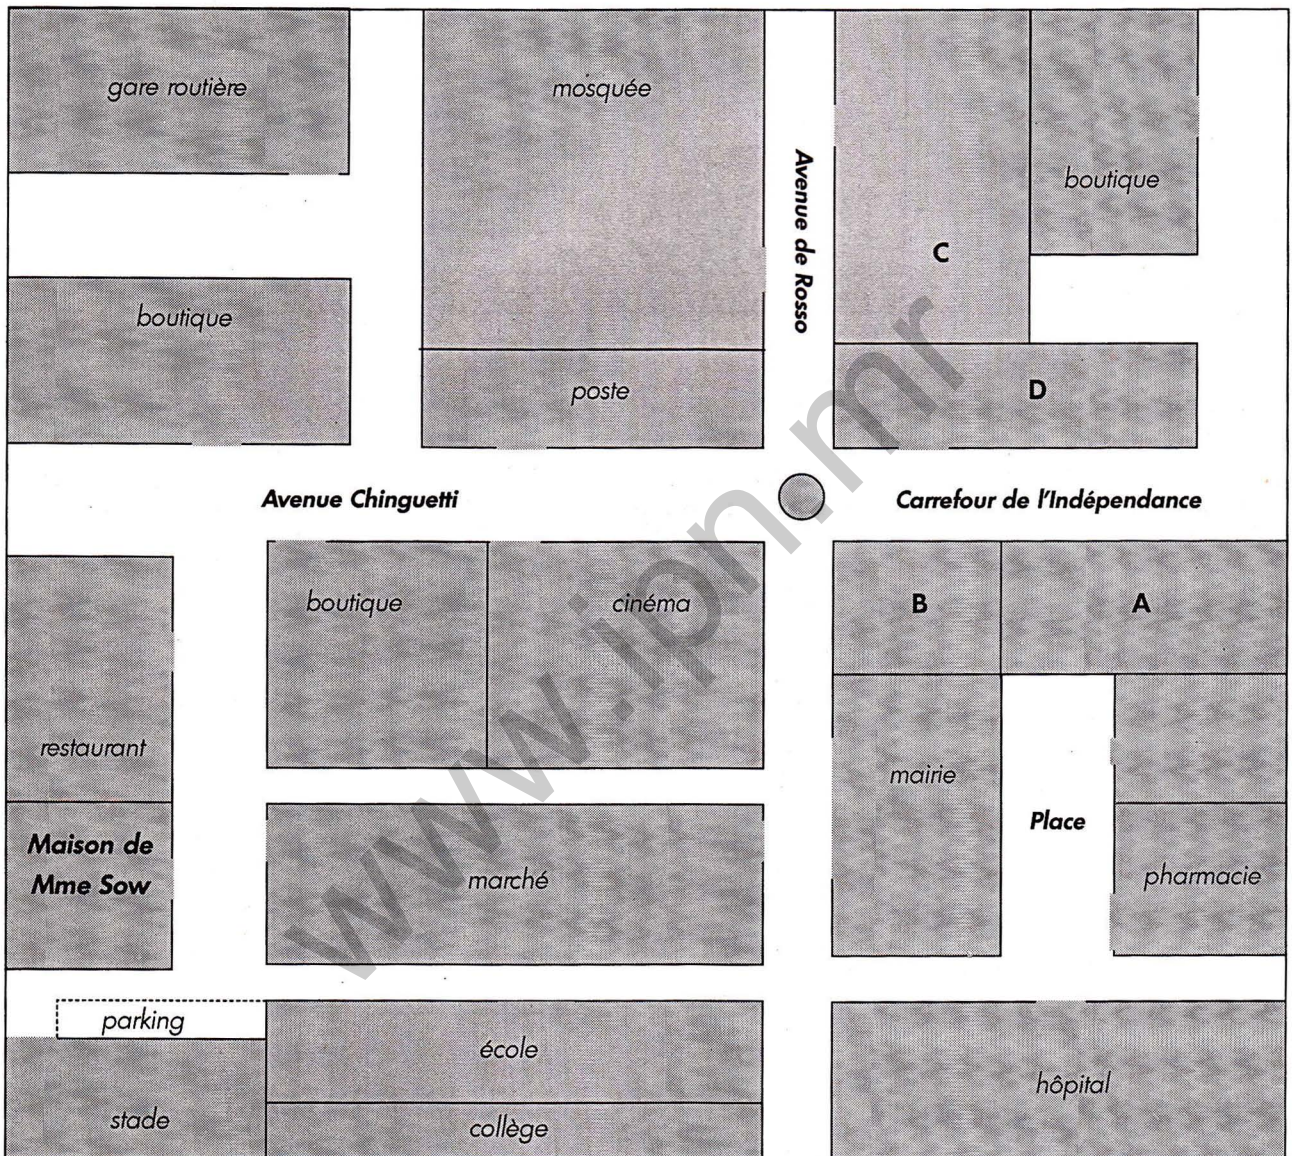 gare routière
mosquée
boutique
Avenue de Rosso
C
boutique
poste
D
Avenue Chinguetti
Carrefour de l'Indépendance
boutique
cinéma
B
A
restaurant
mairie
Place
Maison de
Mme Sow
marché
pharmacie
parking
école
hôpital
stade
collège
www.ipn.mr